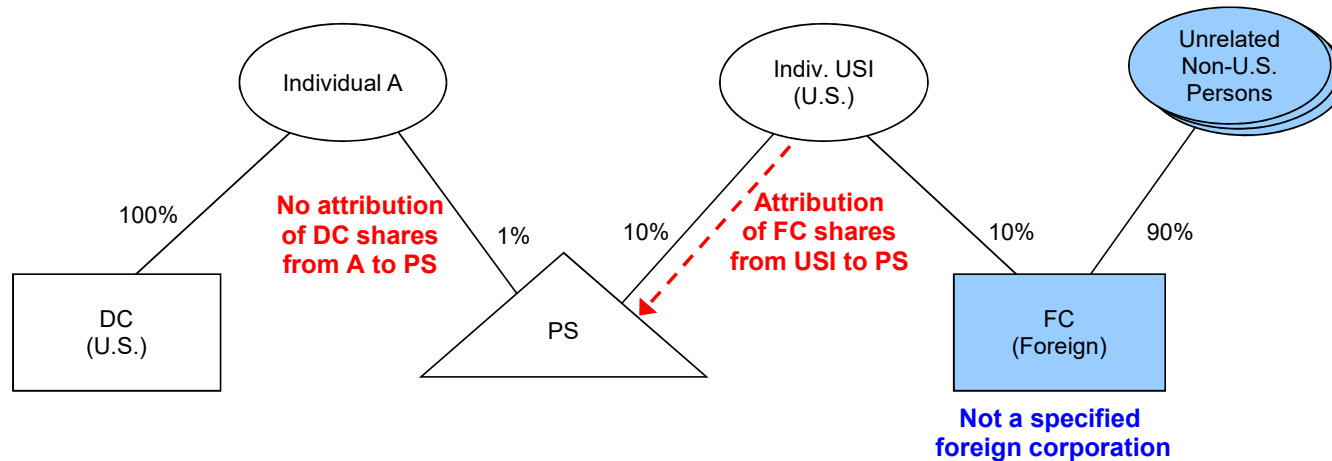 Individual A
Indiv. USI
(U.S.)
Unrelated
Non-U.S.
Persons
100%
No attribution
of DC shares
from A to PS
1%
10%
Attribution
of FC shares
from USI to PS
10%
90%
DC
(U.S.)
PS
FC
(Foreign)
Not a specified
foreign corporation